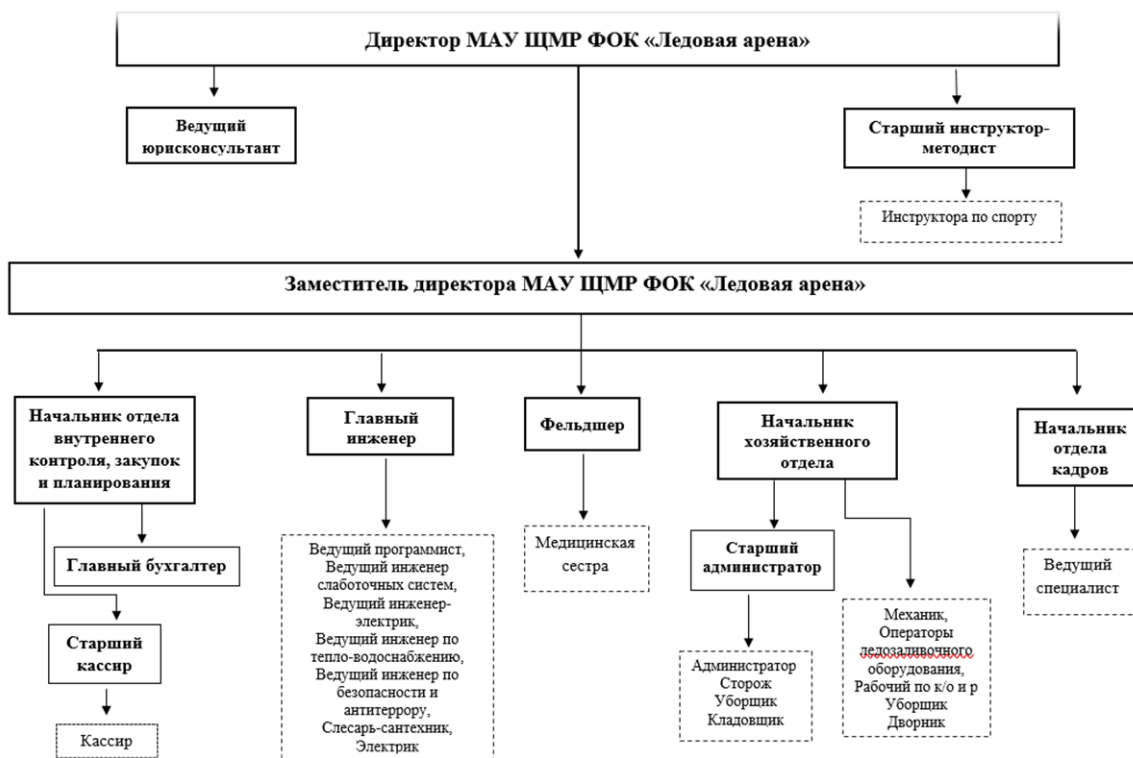 Директор МАУ ЩМР ФОК «Ледовая арена»
Ведущий
юрисконсультант
Старший инструктор-
методист
Инструктора по спорту
Заместитель директора МАУ ЩМР ФОК «Ледовая арена»
Начальник отдела
внутреннего
контроля, закупок
и планирования
Главный бухгалтер
Старший
кассир
Кассир
Главный
инженер
Ведущий программист,
Ведущий инженер
слаботочных систем,
Ведущий инженер-
электрик,
Ведущий инженер по
тепло-водоснабжению,
Ведущий инженер по
безопасности и
антитеррору,
Слесарь-сантехник,
Электрик
Фельдшер
Медицинская
сестра
Начальник
хозяйственного
отдела
Старший
администратор
Администратор
Сторож
Уборщик
Кладовщик
Механик,
Операторы
ледозаливочного
оборудования,
Рабочий по к/о и р
Уборщик
Дворник
Начальник
отдела
кадров
Ведущий
специалист